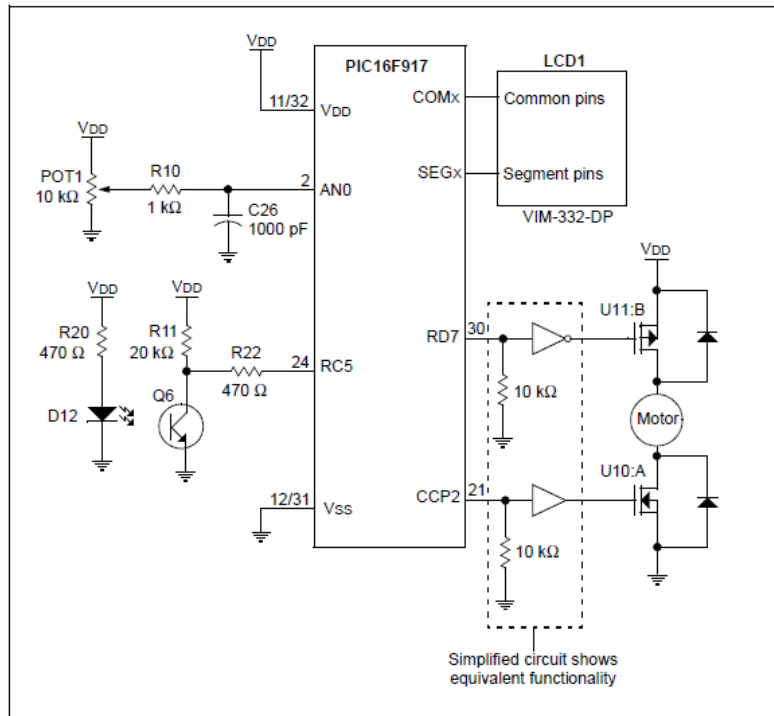 VDD
PIC16F917
LCD1
11/32
VDD
COMX
Common pins
VDD
POT1
10 kΩ
R10
1 kΩ
2
AN0
SEGX
Segment pins
C26
1000 pF
VIM-332-DP
VDD
VDD
VDD
R20
470 Ω
R11
20 kΩ
R22
470 Ω
24
RC5
RD7
30
U11:B
10 kΩ
D12
Q6
Motor
U10:A
12/31
VSS
CCP2
21
10 kΩ
Simplified circuit shows
equivalent functionality